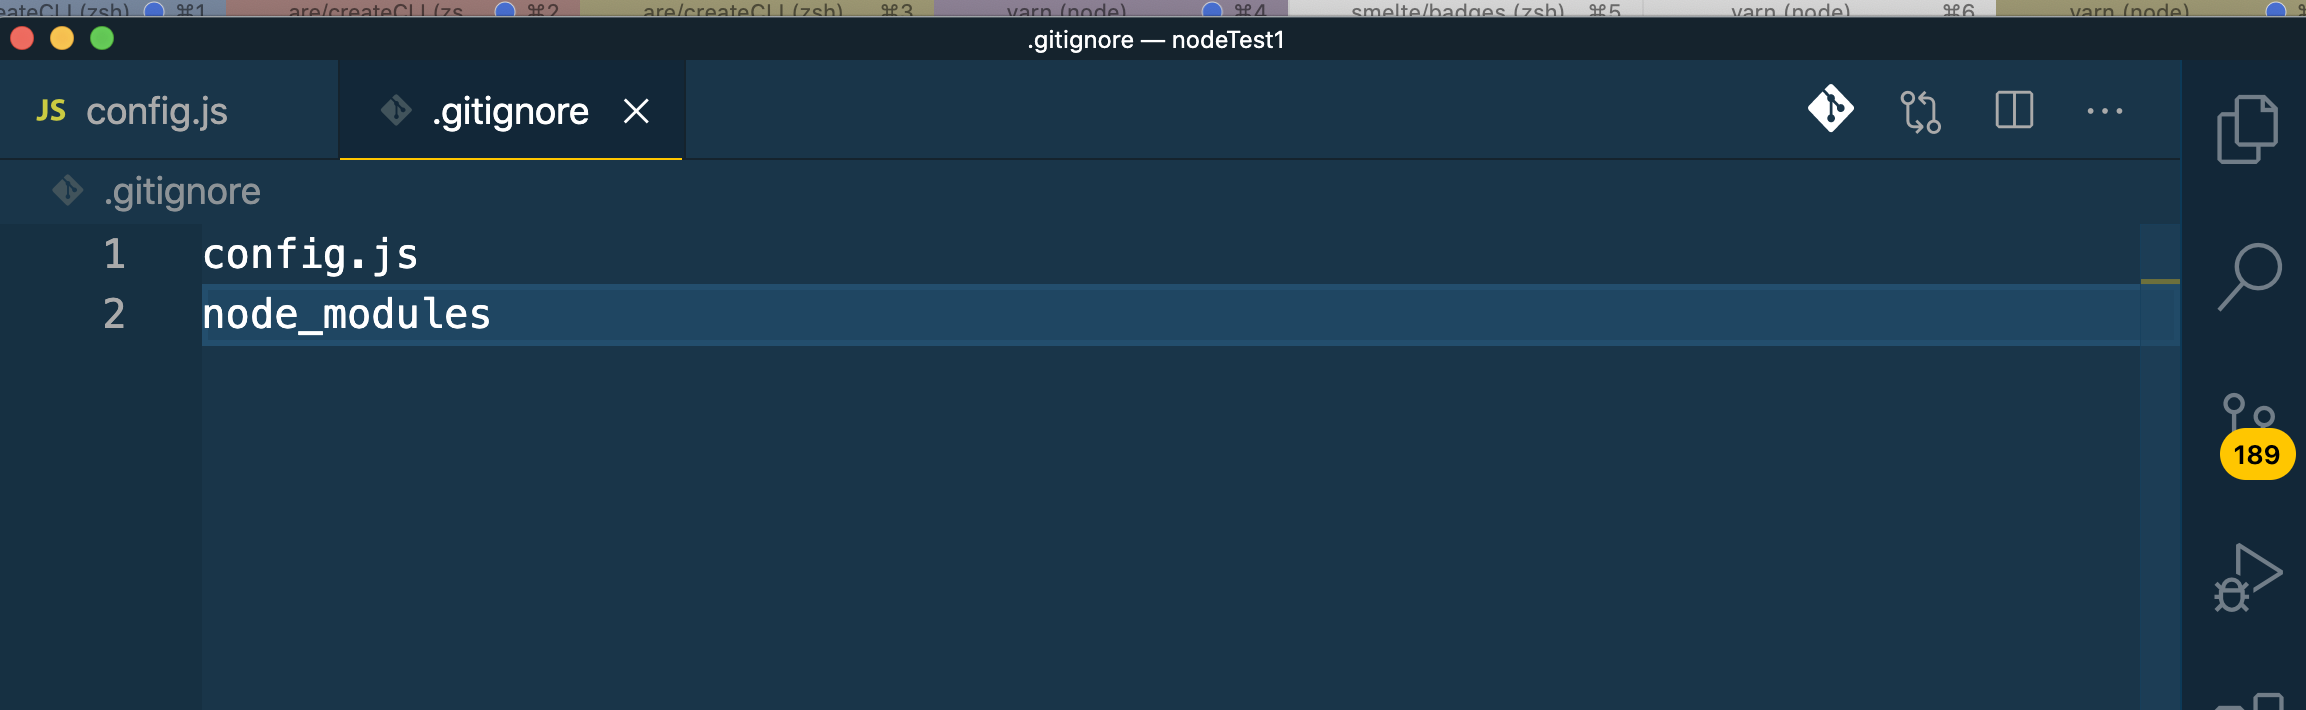 eateCLI (zsh) ⌘1 are/createCLI (zs ⌘2 are/createCLI (zsh) ⌘3 yarn (node) ⌘4 smelte/badges (zsh) ⌘5 yarn (node) ⌘6 yarn (node)
.gitignore — nodeTest1
JS config.js .gitignore
.gitignore
1 config.js
2 node_modules
189